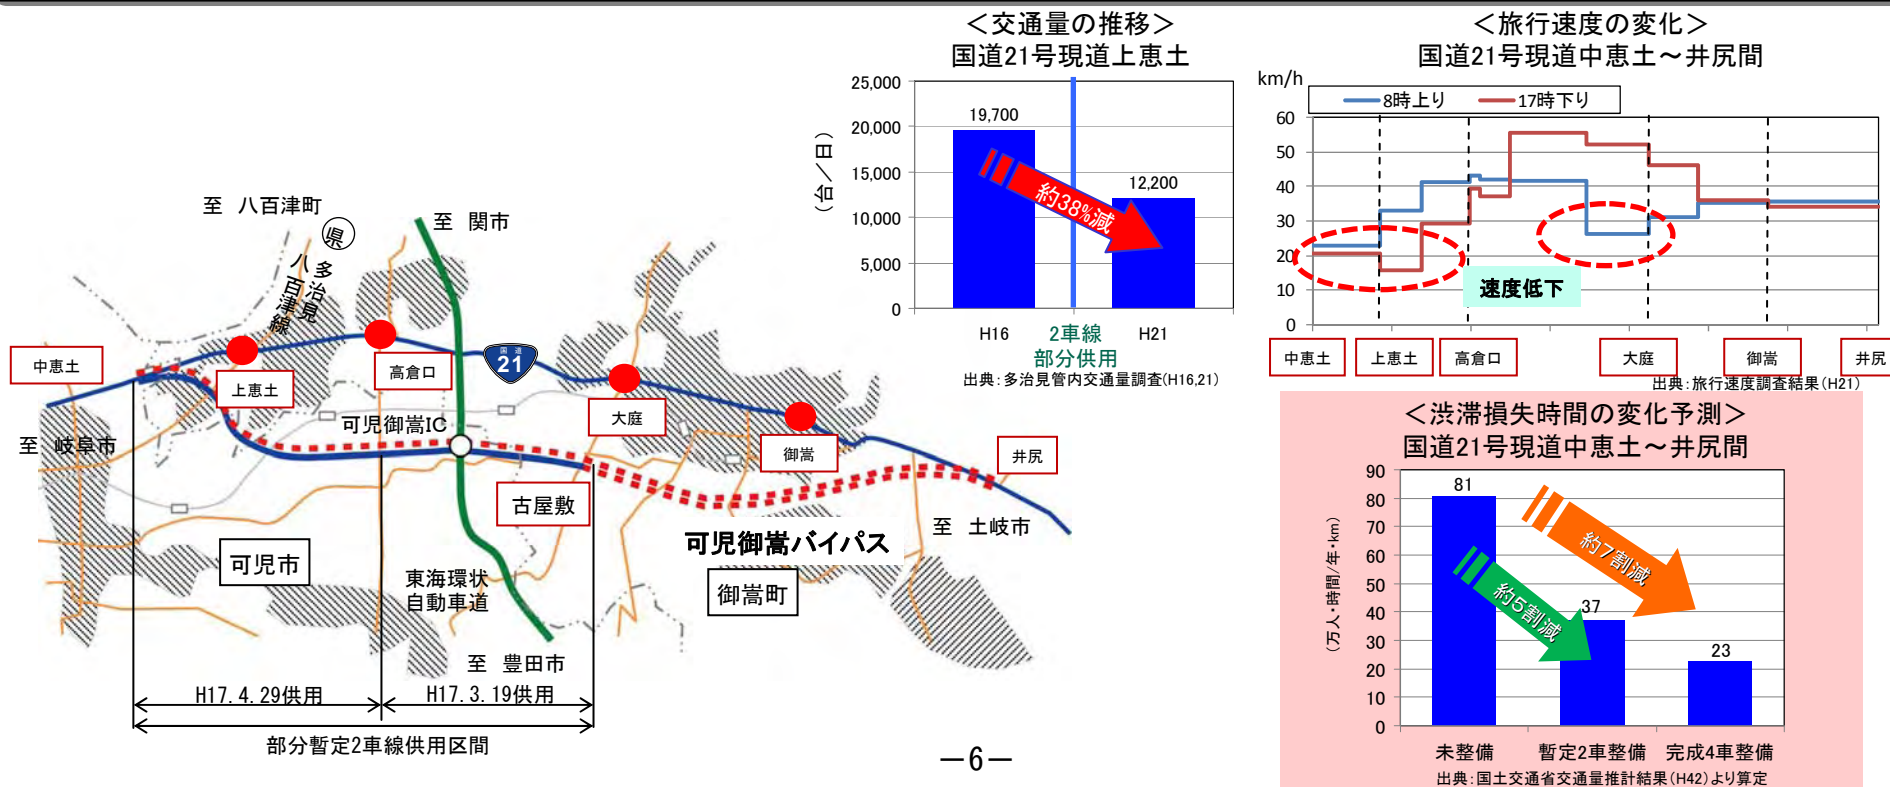 ＜交通量の推移＞
国道21号現道上恵土
25,000
20,000
15,000
10,000
5,000
0
(台／日)
19,700
12,200
約38%減
H16
2車線
部分供用
H21
出典：多治見管内交通量調査(H16,21)
＜旅行速度の変化＞
国道21号現道中恵土～井尻間
km/h
8時上り
17時下り
60
50
40
30
20
10
0
速度低下
中恵土
上恵土
高倉口
大庭
御嵩
井尻
出典：旅行速度調査結果(H21)
＜渋滞損失時間の変化予測＞
国道21号現道中恵土～井尻間
90
80
70
60
50
40
30
20
10
0
(万人・時間/年・km)
81
37
23
約7割減
約5割減
未整備
暫定2車整備
完成4車整備
出典：国土交通省交通量推計結果(H42)より算定
至 八百津町
県
多治見
八百津線
至 関市
中恵土
上恵土
高倉口
国道
21
大庭
御嵩
井尻
至 岐阜市
可児御嵩IC
古屋敷
可児御嵩バイパス
至 土岐市
可児市
東海環状
自動車道
御嵩町
至 豊田市
H17.4.29供用
H17.3.19供用
部分暫定2車線供用区間
－6－